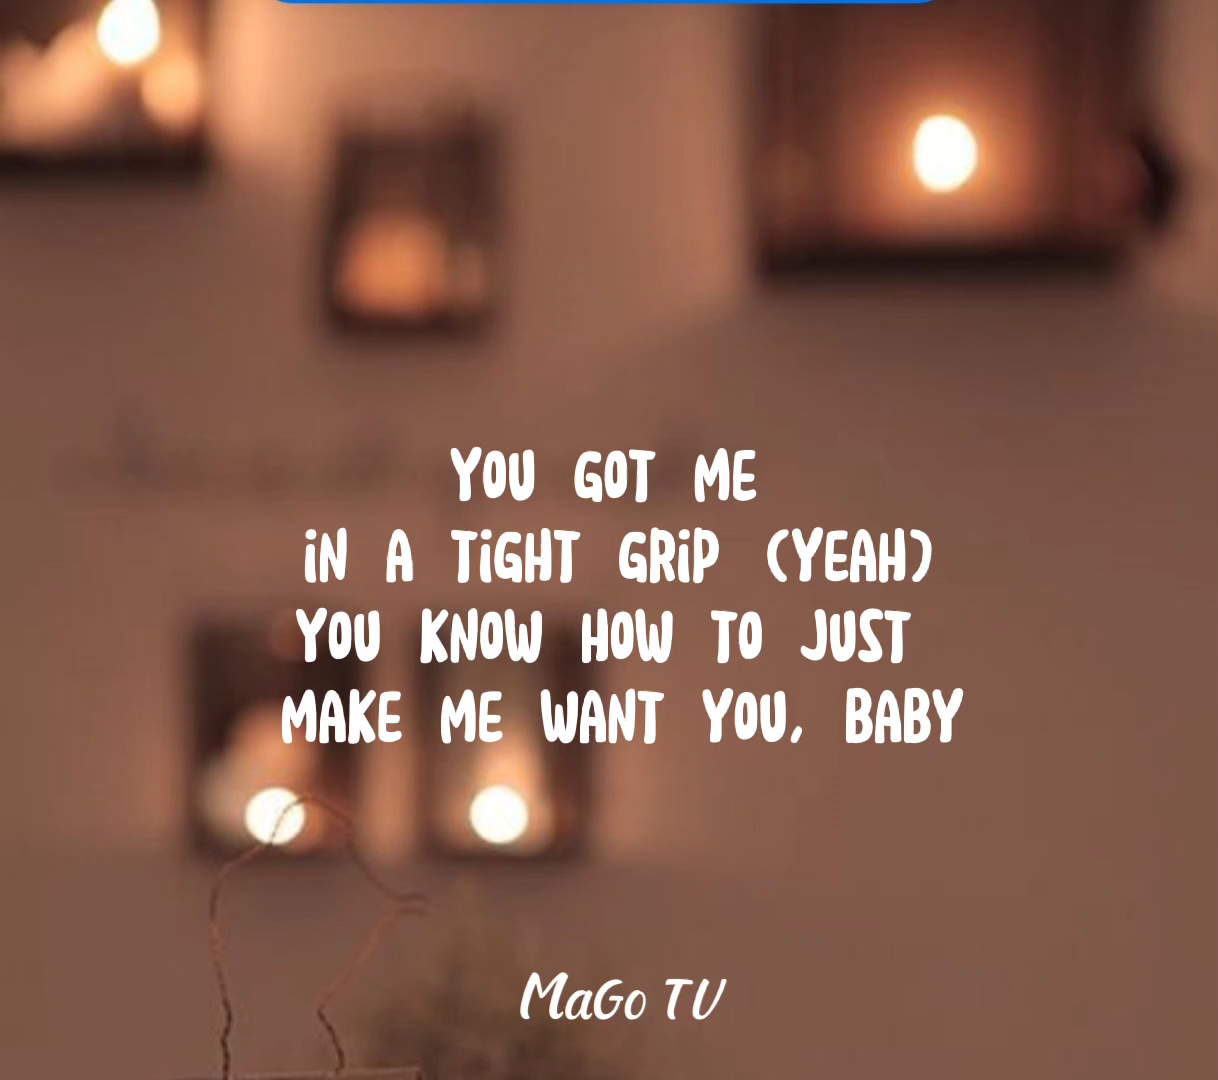 YOU GOT ME
iN A TiGHT GRiP (YEAH)
YOU KNOW HOW TO JUST
MAKE ME WANT YOU, BABY
MaGo TV